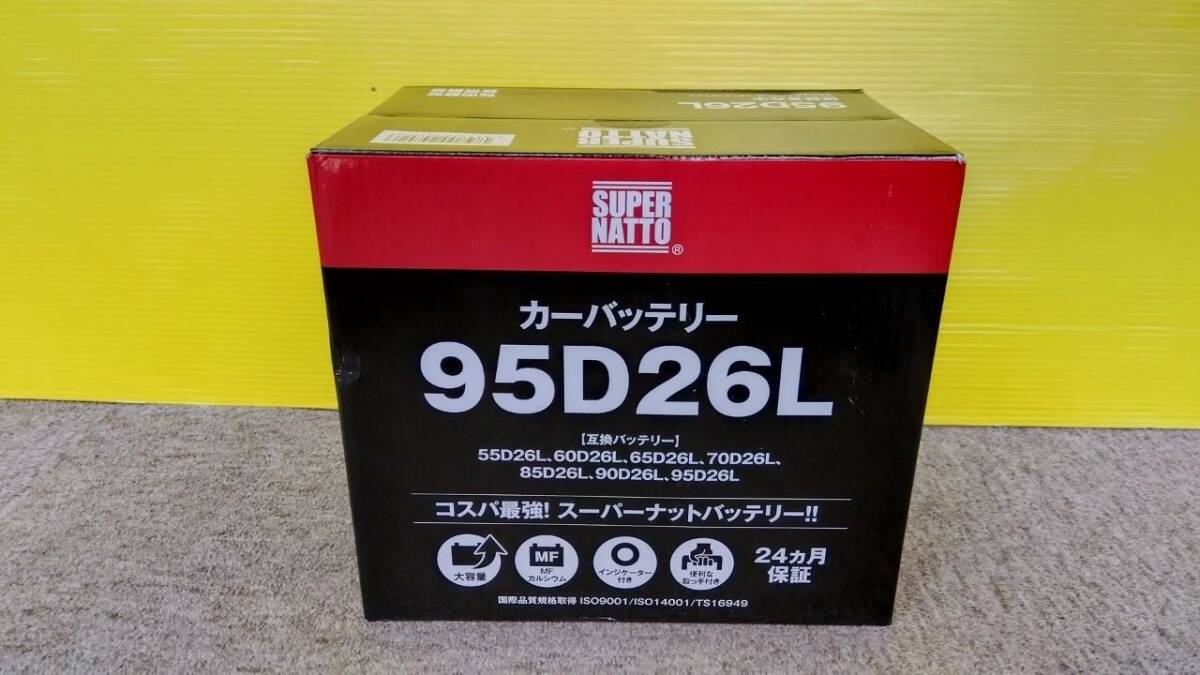 95D26L
SUPER
NATTO
SUPER
NATTO
®
カーバッテリー
95D26L
【互換バッテリー】
55D26L、60D26L、65D26L、70D26L、
85D26L、90D26L、95D26L
コスパ最強! スーパーナットバッテリー!!
大容量
MF
MF
カルシウム
インジケーター
付き
便利な
取っ手付き
24ヵ月
保証
国際品質規格取得 ISO9001/ISO14001/TS16949